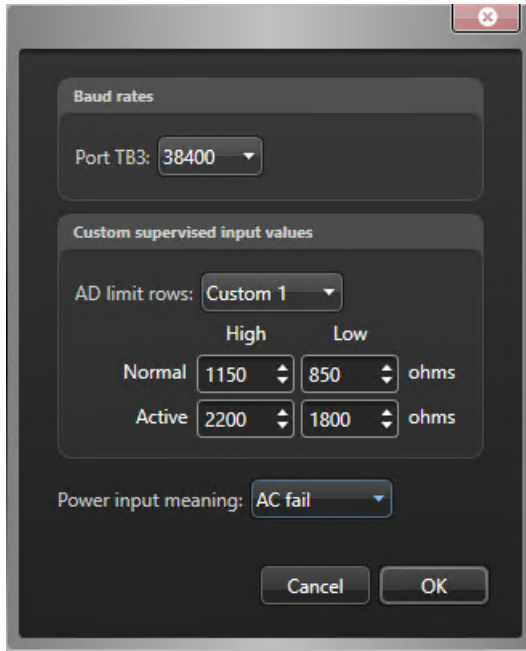 Baud rates
Port TB3: 38400
Custom supervised input values
AD limit rows: Custom 1
High Low
Normal 1150 850 ohms
Active 2200 1800 ohms
Power input meaning: AC fail
Cancel OK